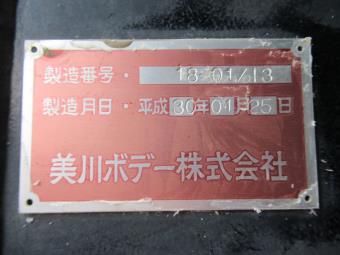 製造番号・ 18-01/13
製造月日・平成30年01月25日
美川ボデー株式会社